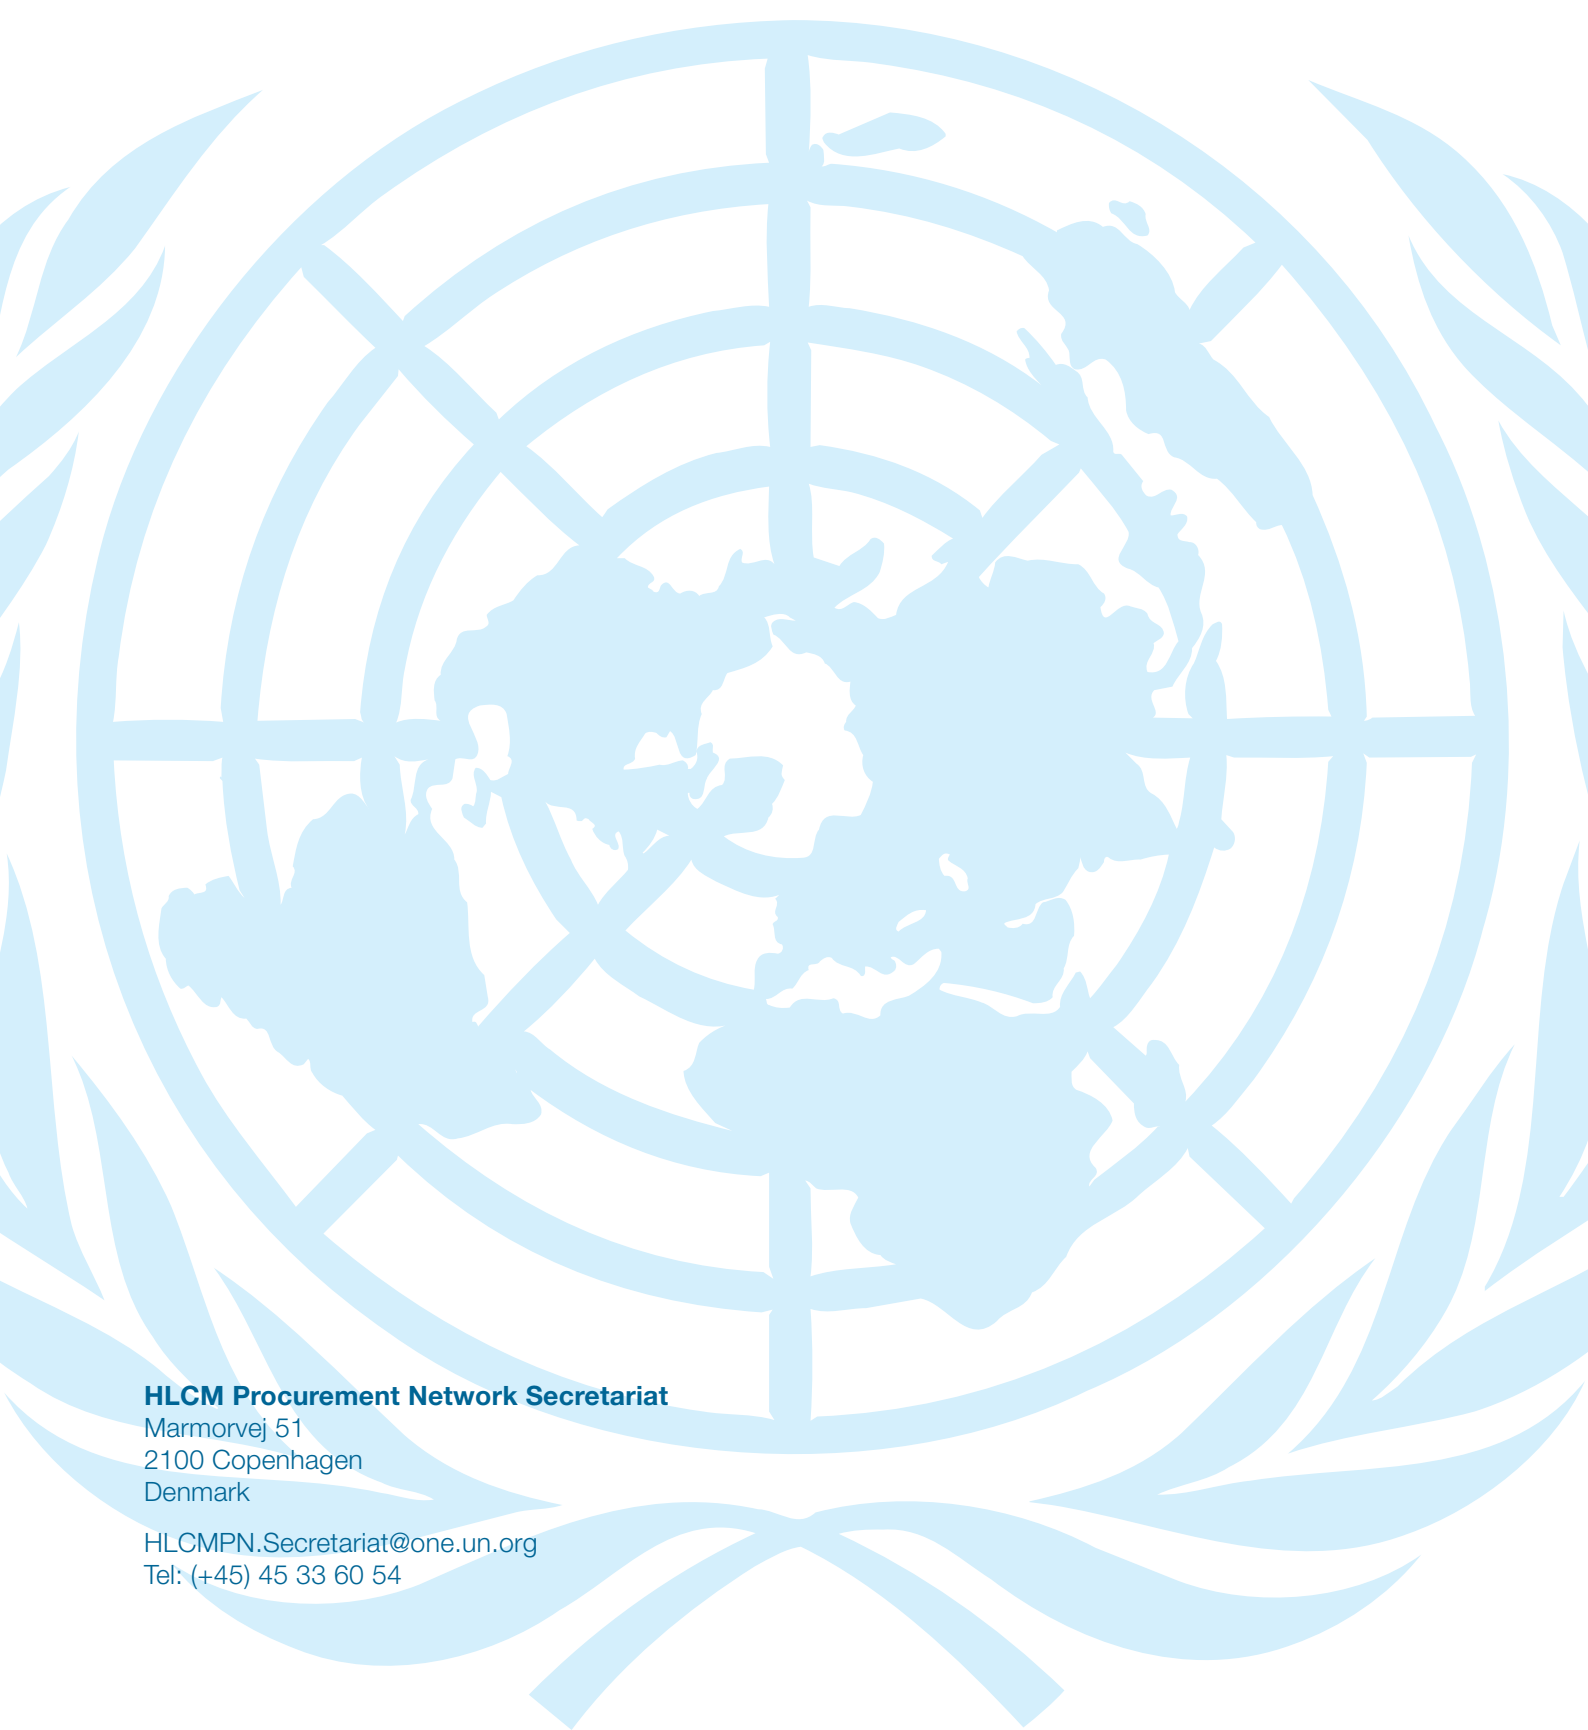 HLCM Procurement Network Secretariat
Marmorvej 51
2100 Copenhagen
Denmark
HLCMPN.Secretariat@one.un.org
Tel: (+45) 45 33 60 54